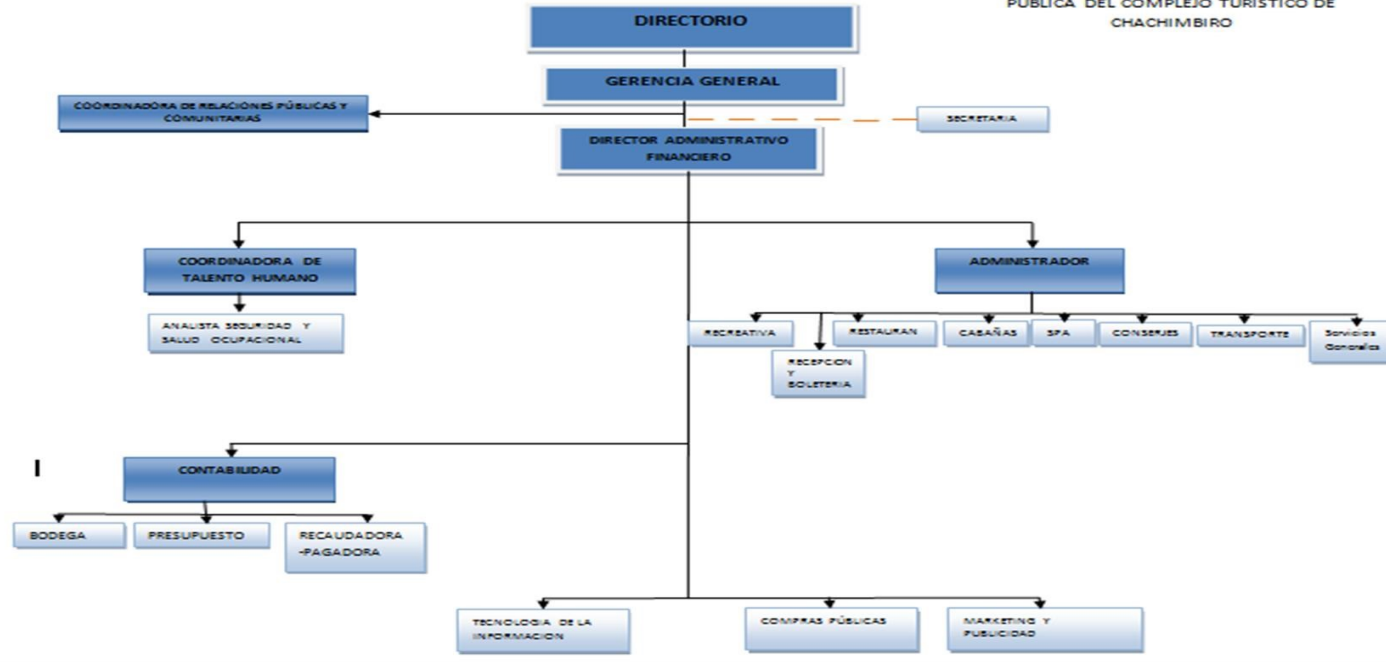 PÚBLICA DEL COMPLEJO TURÍSTICO DE
CHACHIMBIRO
DIRECTORIO
GERENCIA GENERAL
COORDINADORA DE RELACIONES PÚBLICAS Y
COMUNITARIAS
SECRETARIA
DIRECTOR ADMINISTRATIVO
FINANCIERO
COORDINADORA DE
TALENTO HUMANO
ADMINISTRADOR
ANALISTA SEGURIDAD Y
SALUD OCUPACIONAL
RECREATIVA
RECEPCION
Y
BOLETERIA
RESTAURAN
CABAÑAS
SPA
CONSERJES
TRANSPORTE
Servicios
Generales
I
CONTABILIDAD
BODEGA
PRESUPUESTO
RECAUDADORA
-PAGADORA
TECNOLOGIA DE LA
INFORMACION
COMPRAS PÚBLICAS
MARKETING Y
PUBLICIDAD